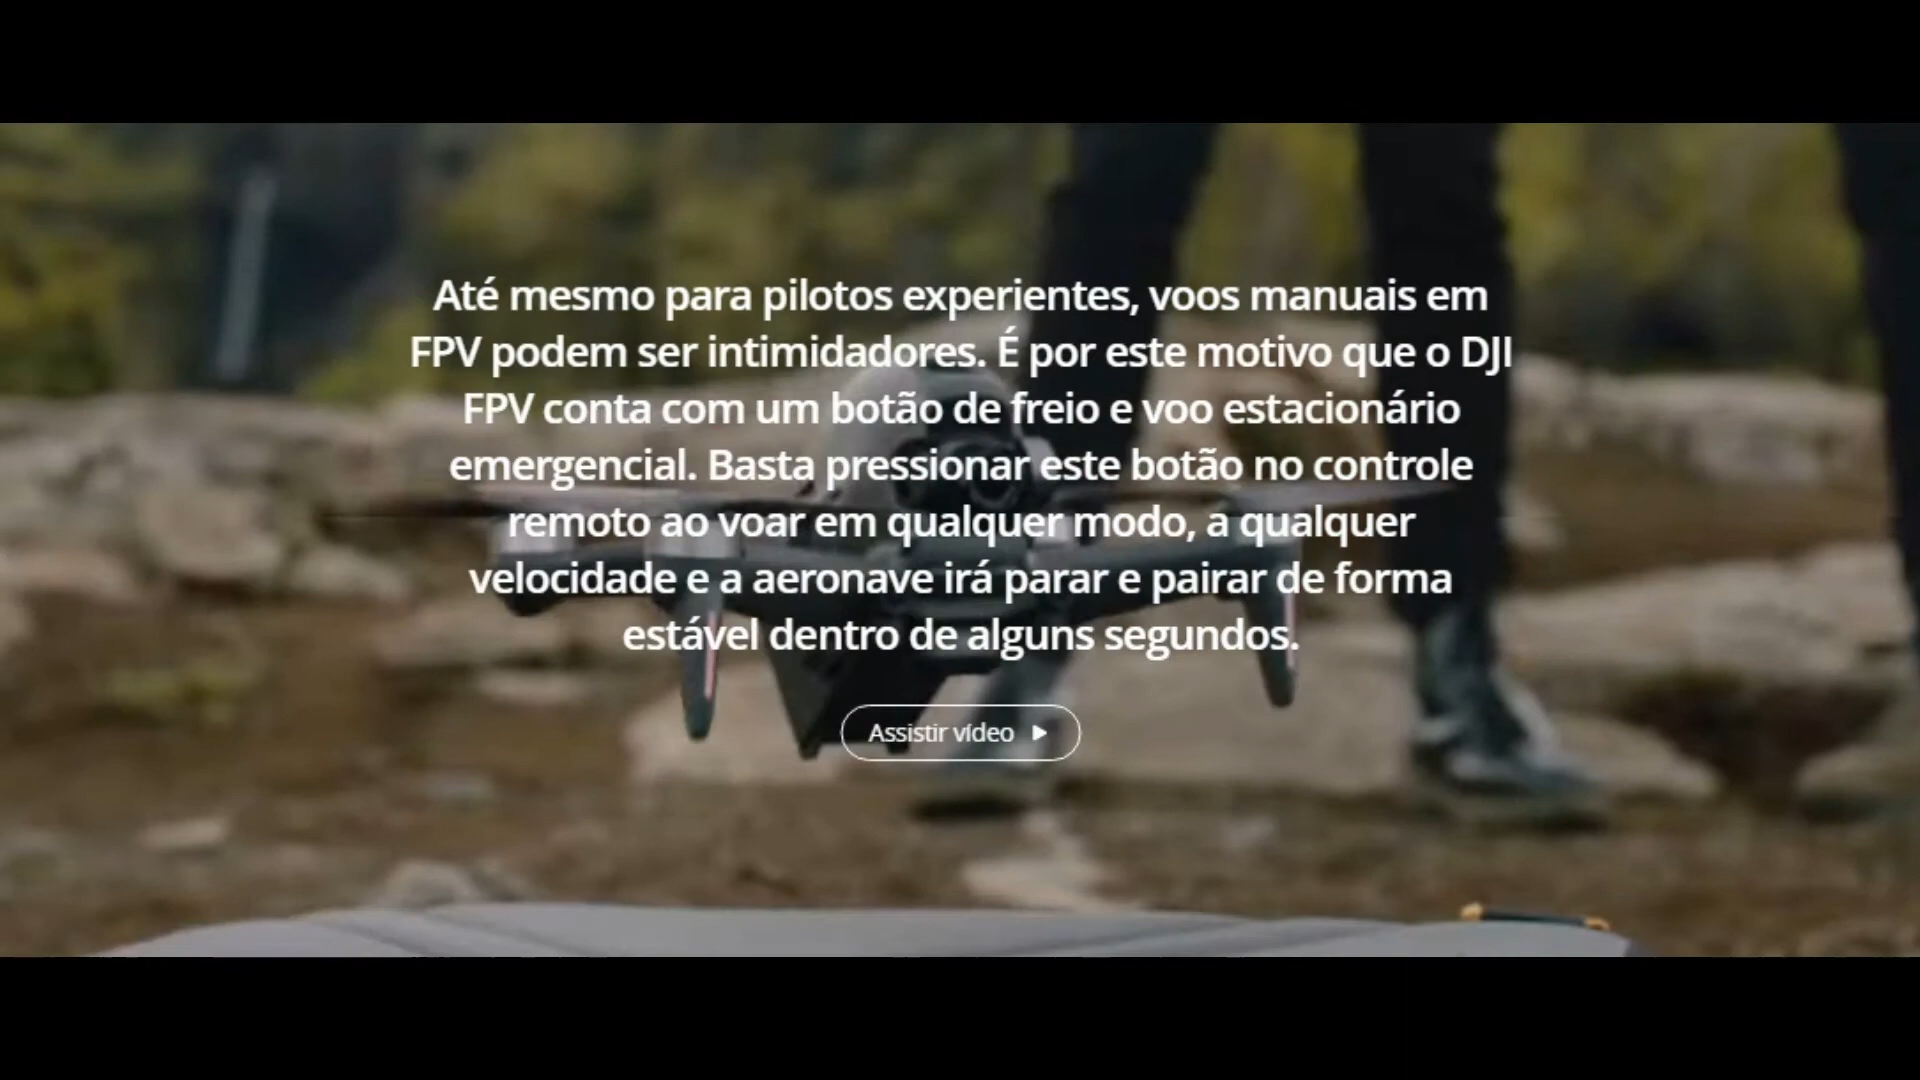 Até mesmo para pilotos experientes, voos manuais em
FPV podem ser intimidadores. É por este motivo que o DJI
FPV conta com um botão de freio e voo estacionário
emergencial. Basta pressionar este botão no controle
remoto ao voar em qualquer modo, a qualquer
velocidade e a aeronave irá parar e pairar de forma
estável dentro de alguns segundos.
Assistir vídeo